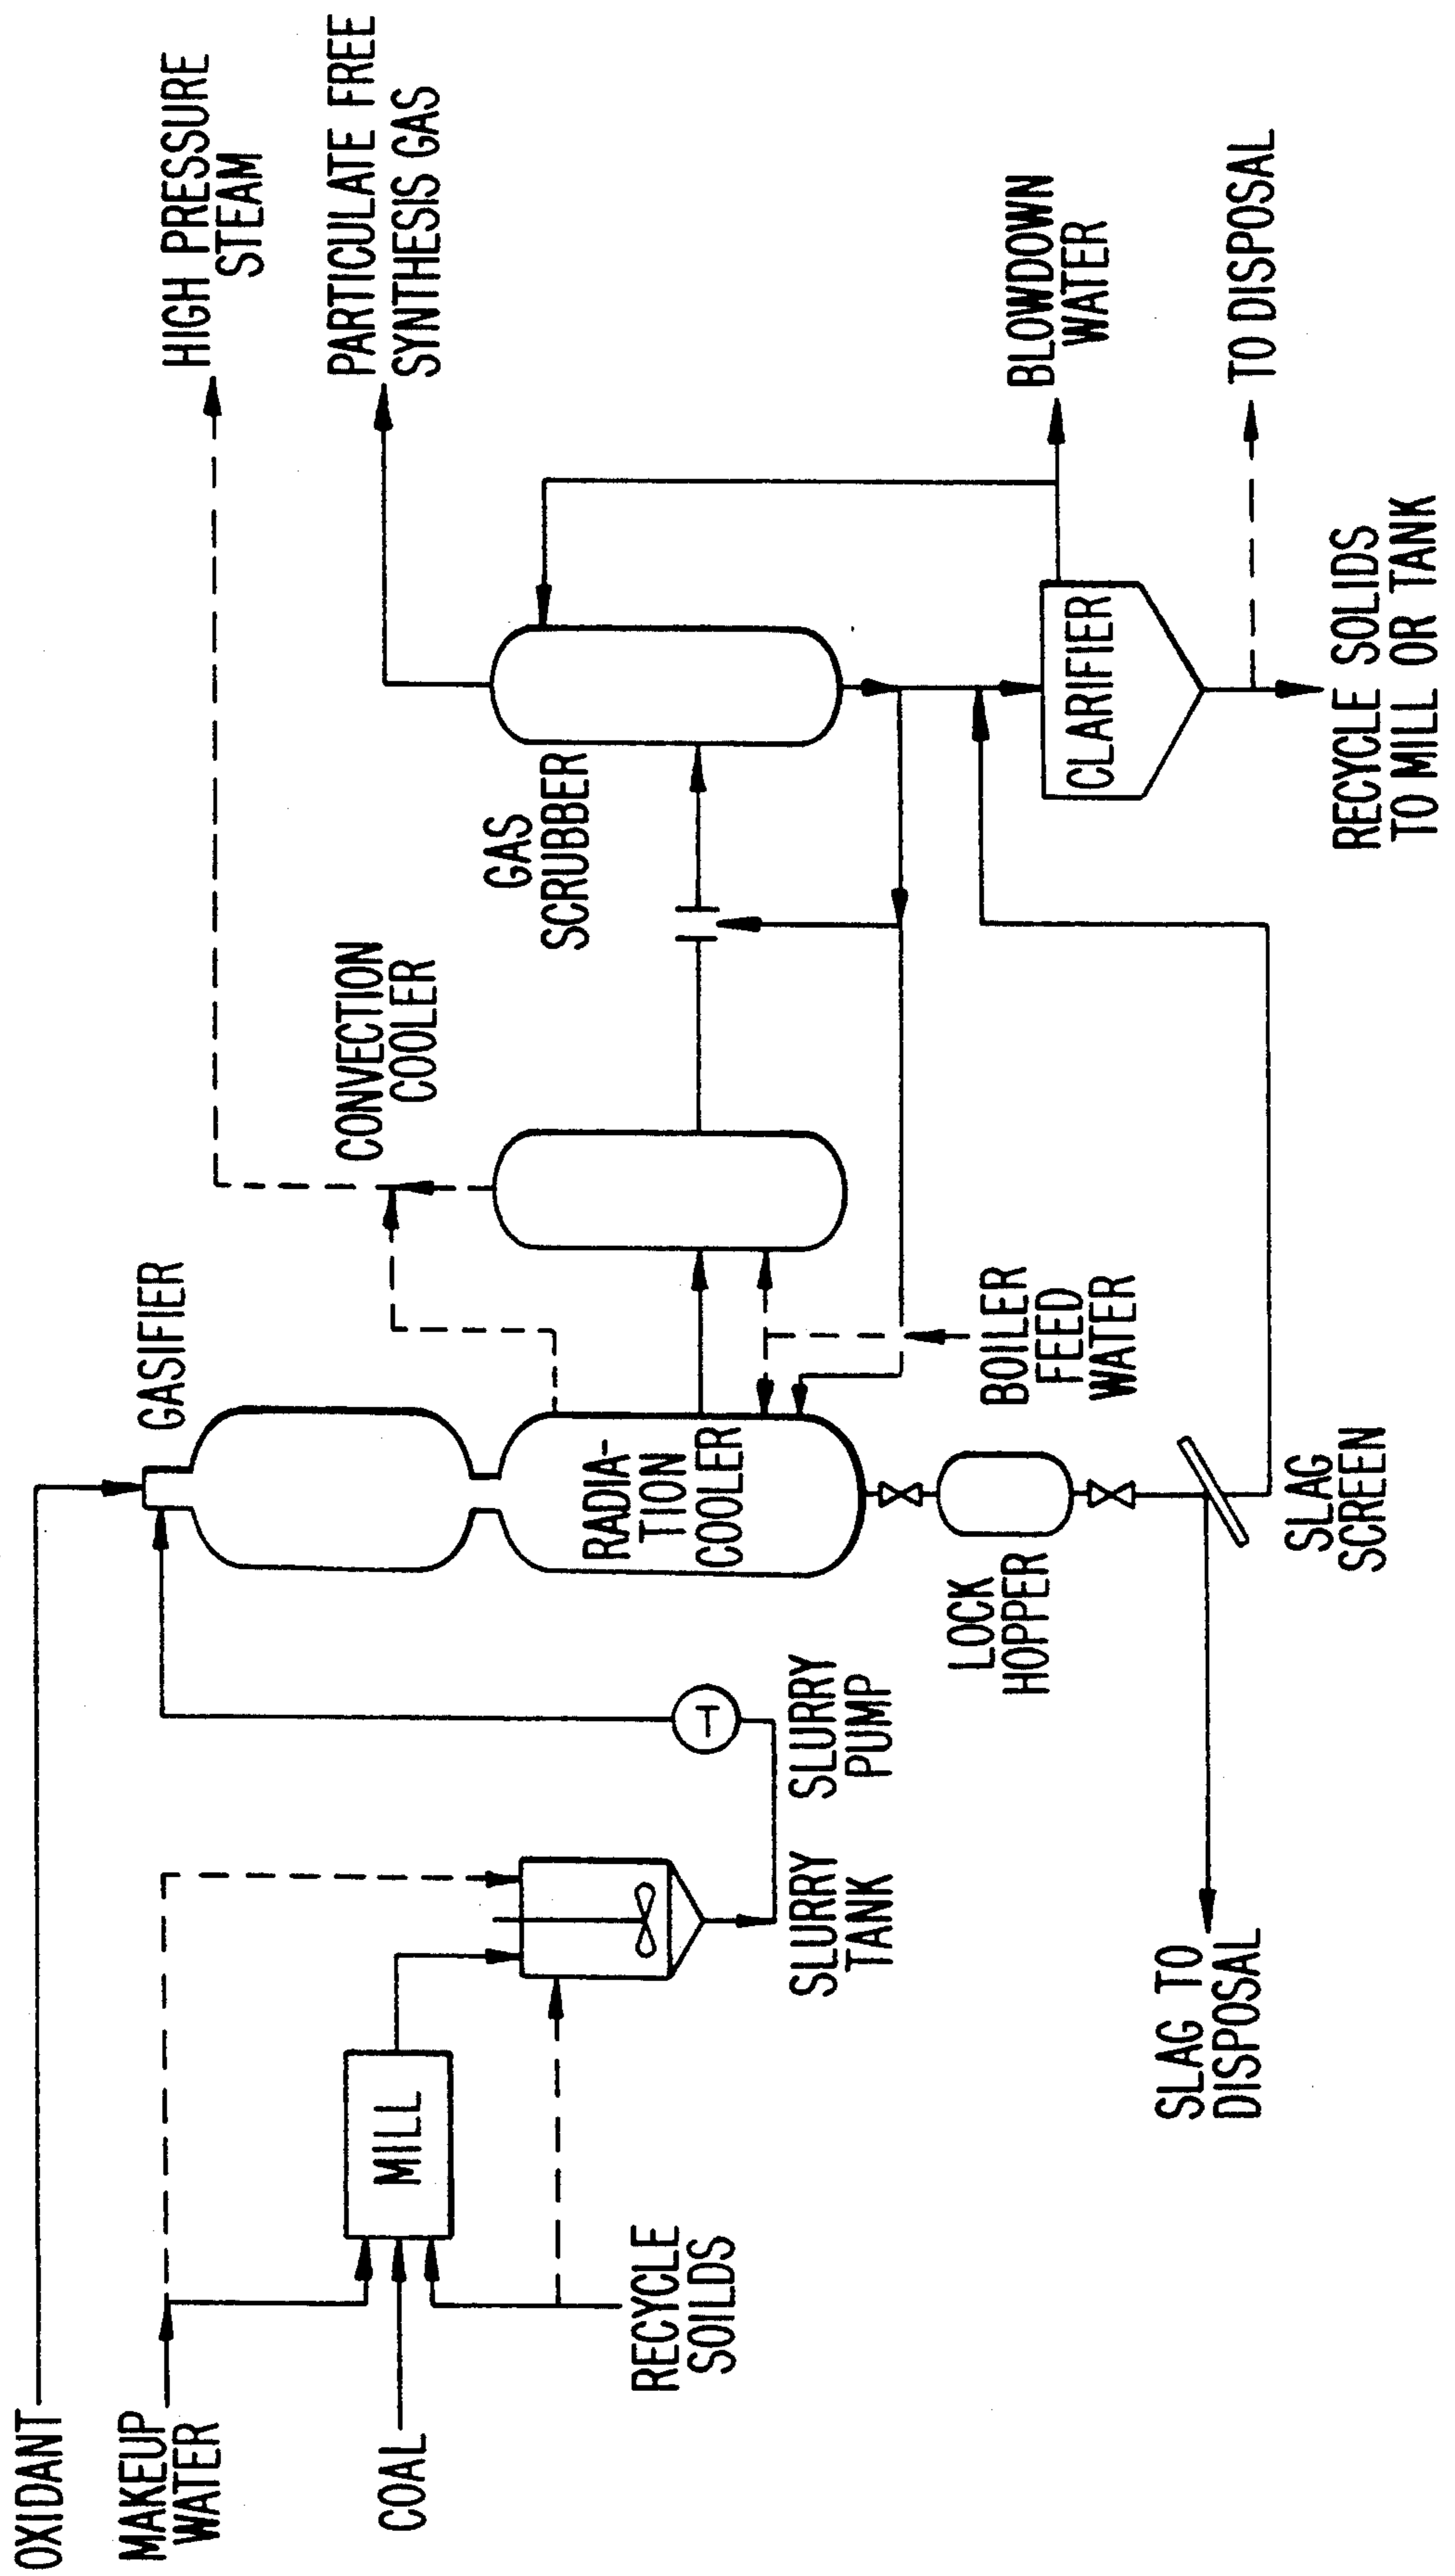 OXIDANT
MAKEUP
WATER
COAL
RECYCLE
SOILDS
MILL
SLURRY
TANK
SLURRY
PUMP
T
GASIFIER
RADIA-
TION
COOLER
LOCK
HOPPER
SLAG
SCREEN
SLAG TO
DISPOSAL
BOILER
FEED
WATER
CONVECTION
COOLER
GAS
SCRUBBER
CLARIFIER
HIGH PRESSURE
STEAM
PARTICULATE FREE
SYNTHESIS GAS
BLOWDOWN
WATER
TO DISPOSAL
RECYCLE SOLIDS
TO MILL OR TANK